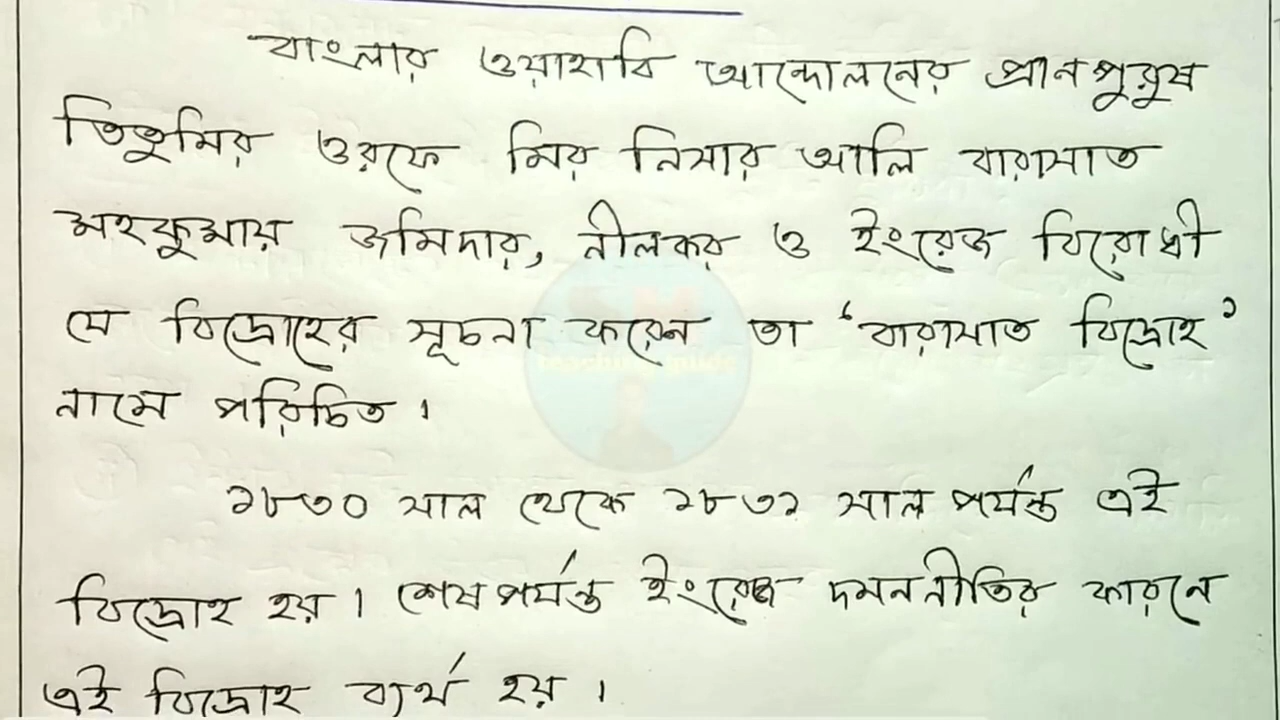 বাংলার ওয়াহাবি আন্দোলনের প্রানপুরুষ
তিতুমির ওরফে মির নিসার আলি বারাসাত
মহকুমায় জমিদার, নীলকর ও ইংরেজ বিরোধী
যে বিদ্রোহের সূচনা করেন তা ‘বারাসাত বিদ্রোহ’
নামে পরিচিত।
১৮৩০ সাল থেকে ১৮৩১ সাল পর্যন্ত এই
বিদ্রোহ হয়। শেষপর্যন্ত ইংরেজ দমননীতির কারনে
এই বিদ্রোহ ব্যর্থ হয়।